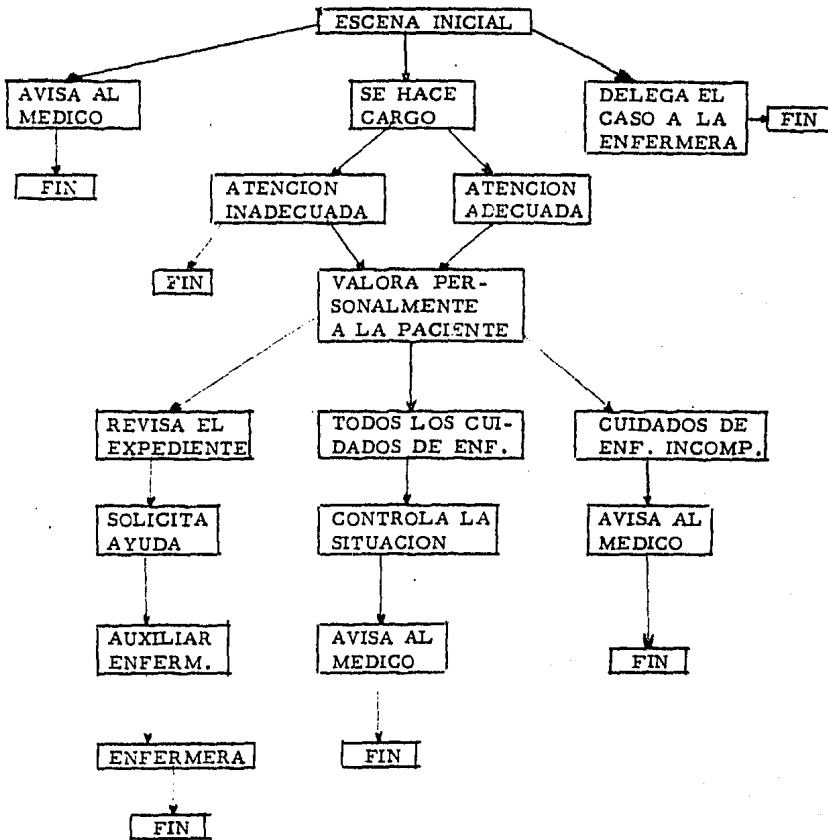 ESCENA INICIAL
AVISA AL
MEDICO
SE HACE
CARGO
DELEGA EL
CASO A LA
ENFERMERA
FIN
FIN
ATENCION
INADECUADA
ATENCION
ADECUADA
FIN
VALORA PER-
SONALMENTE
A LA PACIENTE
REVISA EL
EXPEDIENTE
TODOS LOS CUI-
DADOS DE ENF.
CUIDADOS DE
ENF. INCOMP.
SOLICITA
AYUDA
CONTROLA LA
SITUACION
AVISA AL
MEDICO
AUXILIAR
ENFERM.
AVISA AL
MEDICO
FIN
ENFERMERA
FIN
FIN